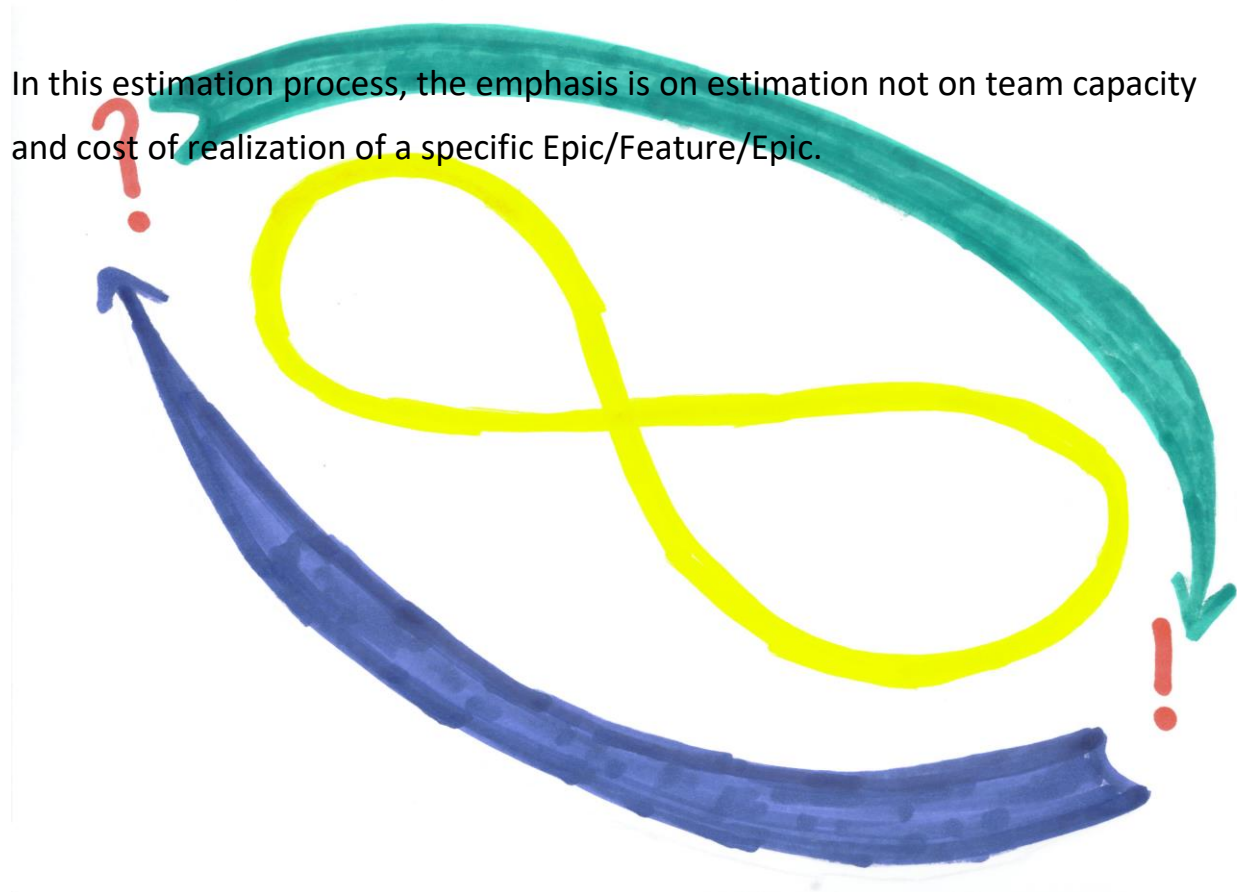 In this estimation process, the emphasis is on estimation not on team capacity
and cost of realization of a specific Epic/Feature/Epic.
?
!